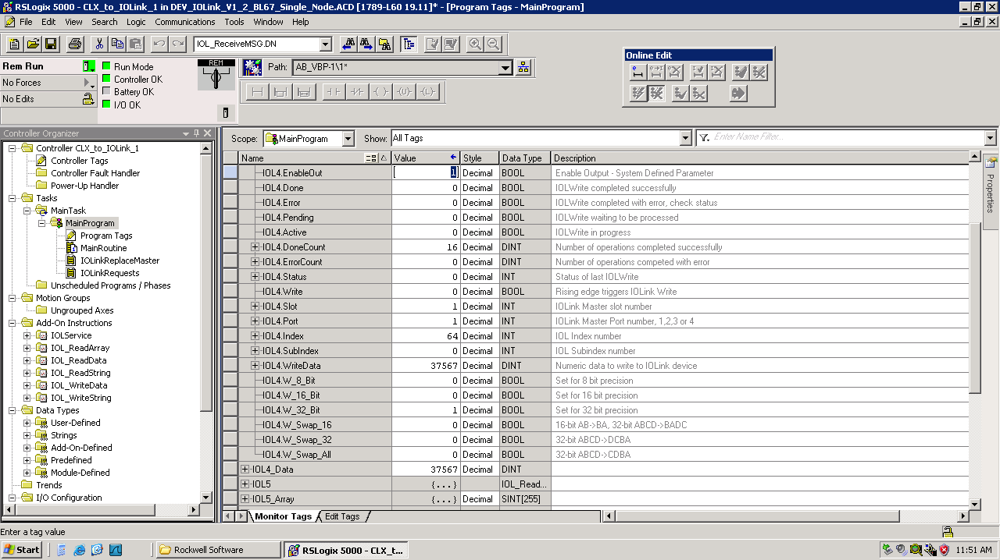 RSLogix 5000 - CLX_to_IOLink_1 in DEV_IOLink_V1_2_BL67_Single_Node.ACD [1789-L60 19.11]* - [Program Tags - MainProgram]
File Edit View Search Logic Communications Tools Window Help
IOL_ReceiveMSG.DN
Rem Run
No Forces
No Edits
Run Mode
Controller OK
Battery OK
I/O OK
REM
Path: AB_VBP-1\1*
Online Edit
Controller Organizer
Controller CLX_to_IOLink_1
Controller Tags
Controller Fault Handler
Power-Up Handler
Tasks
MainTask
MainProgram
Program Tags
MainRoutine
IOLinkReplaceMaster
IOLinkRequests
Unscheduled Programs / Phases
Motion Groups
Ungrouped Axes
Add-On Instructions
IOLService
IOL_ReadArray
IOL_ReadData
IOL_ReadString
IOL_WriteData
IOL_WriteString
Data Types
User-Defined
Strings
Add-On-Defined
Predefined
Module-Defined
Trends
I/O Configuration
Scope: MainProgram Show: All Tags Enter Name Filter...
Name Value Style Data Type Description
IOL4.EnableOut 1 Decimal BOOL Enable Output - System Defined Parameter
IOL4.Done 0 Decimal BOOL IOLWrite completed successfully
IOL4.Error 0 Decimal BOOL IOLWrite completed with error, check status
IOL4.Pending 0 Decimal BOOL IOLWrite waiting to be processed
IOL4.Active 0 Decimal BOOL IOLWrite in progress
IOL4.DoneCount 16 Decimal DINT Number of operations completed successfully
IOL4.ErrorCount 0 Decimal DINT Number of operations competed with error
IOL4.Status 0 Decimal INT Status of last IOLWrite
IOL4.Write 0 Decimal BOOL Rising edge triggers IOLink Write
IOL4.Slot 1 Decimal INT IOLink Master slot number
IOL4.Port 1 Decimal INT IOLink Master Port number, 1,2,3 or 4
IOL4.Index 64 Decimal INT IOL Index number
IOL4.SubIndex 0 Decimal INT IOL Subindex number
IOL4.WriteData 37567 Decimal DINT Numeric data to write to IOLink device
IOL4.W_8_Bit 0 Decimal BOOL Set for 8 bit precision
IOL4.W_16_Bit 0 Decimal BOOL Set for 16 bit precision
IOL4.W_32_Bit 1 Decimal BOOL Set for 32 bit precision
IOL4.W_Swap_16 0 Decimal BOOL 16-bit AB->BA, 32-bit ABCD->BADC
IOL4.W_Swap_32 0 Decimal BOOL 32-bit ABCD->DCBA
IOL4.W_Swap_All 0 Decimal BOOL 32-bit ABCD->CDBA
IOL4_Data 37567 Decimal DINT
IOL5 {...} IOL_Read...
IOL5_Array {...} Decimal SINT[255]
Properties
Monitor Tags Edit Tags
Enter a tag value
Start Rockwell Software RSLogix 5000 - CLX_t... 11:51 AM